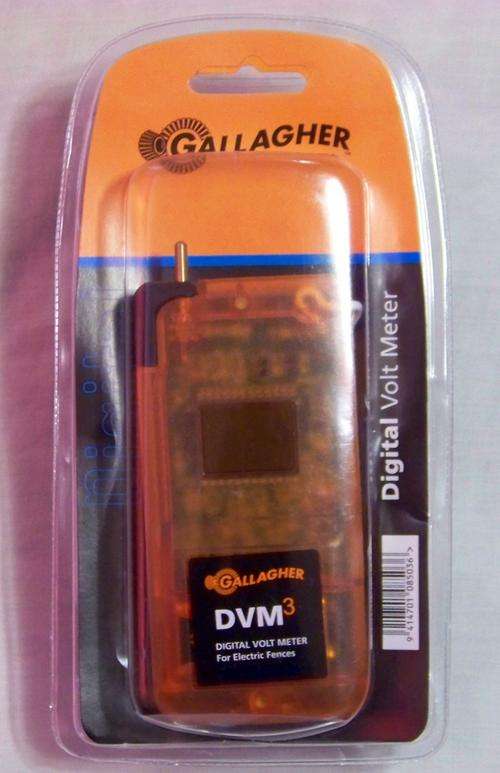 GALLAGHER
Digital Volt Meter
GALLAGHER
DVM3
DIGITAL VOLT METER
For Electric Fences
9 414701 085036 >